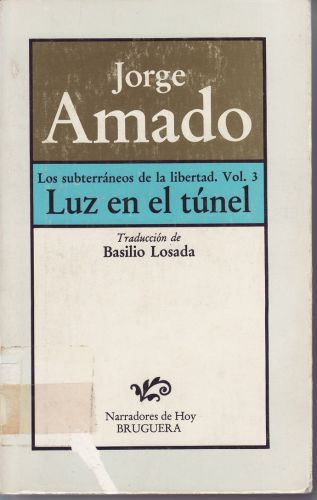 Jorge
Amado
Los subterráneos de la libertad. Vol. 3
Luz en el túnel
Traducción de
Basilio Losada
Narradores de Hoy
BRUGUERA